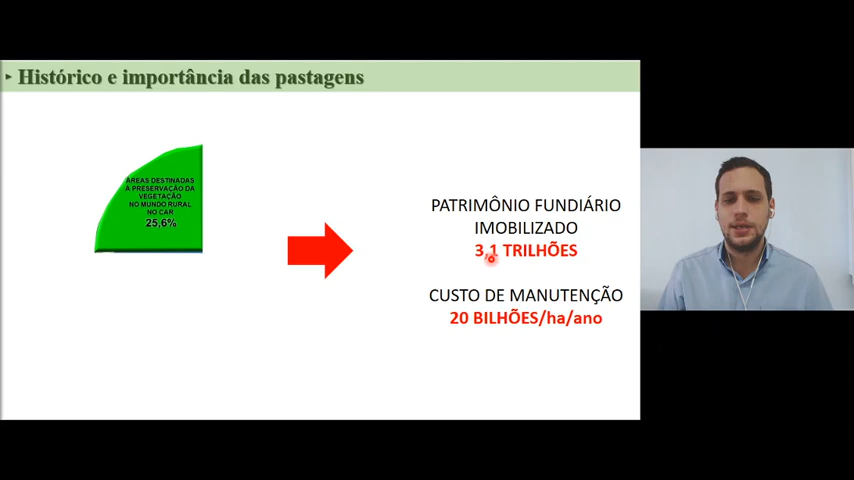 Histórico e importância das pastagens
ÁREAS DESTINADAS
À PRESERVAÇÃO DA
VEGETAÇÃO
NO MUNDO RURAL
NO CAR
25,6%
PATRIMÔNIO FUNDIÁRIO
IMOBILIZADO
3,1 TRILHÕES
CUSTO DE MANUTENÇÃO
20 BILHÕES/ha/ano